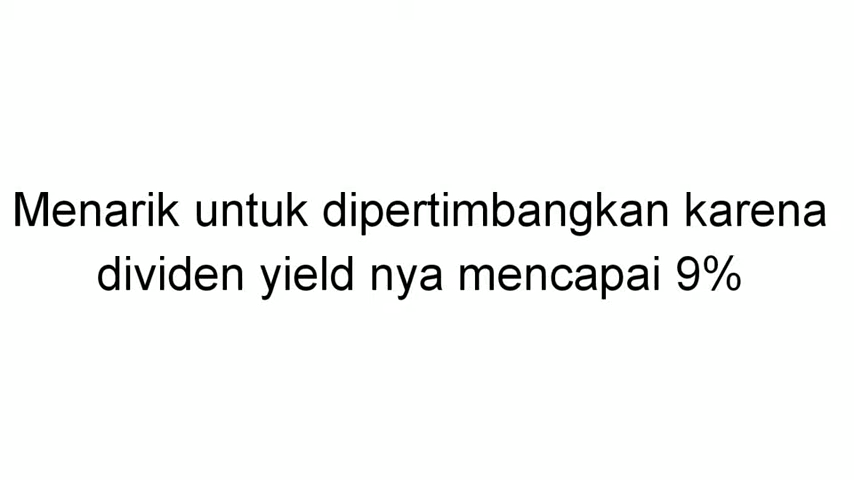 Menarik untuk dipertimbangkan karena
dividen yield nya mencapai 9%